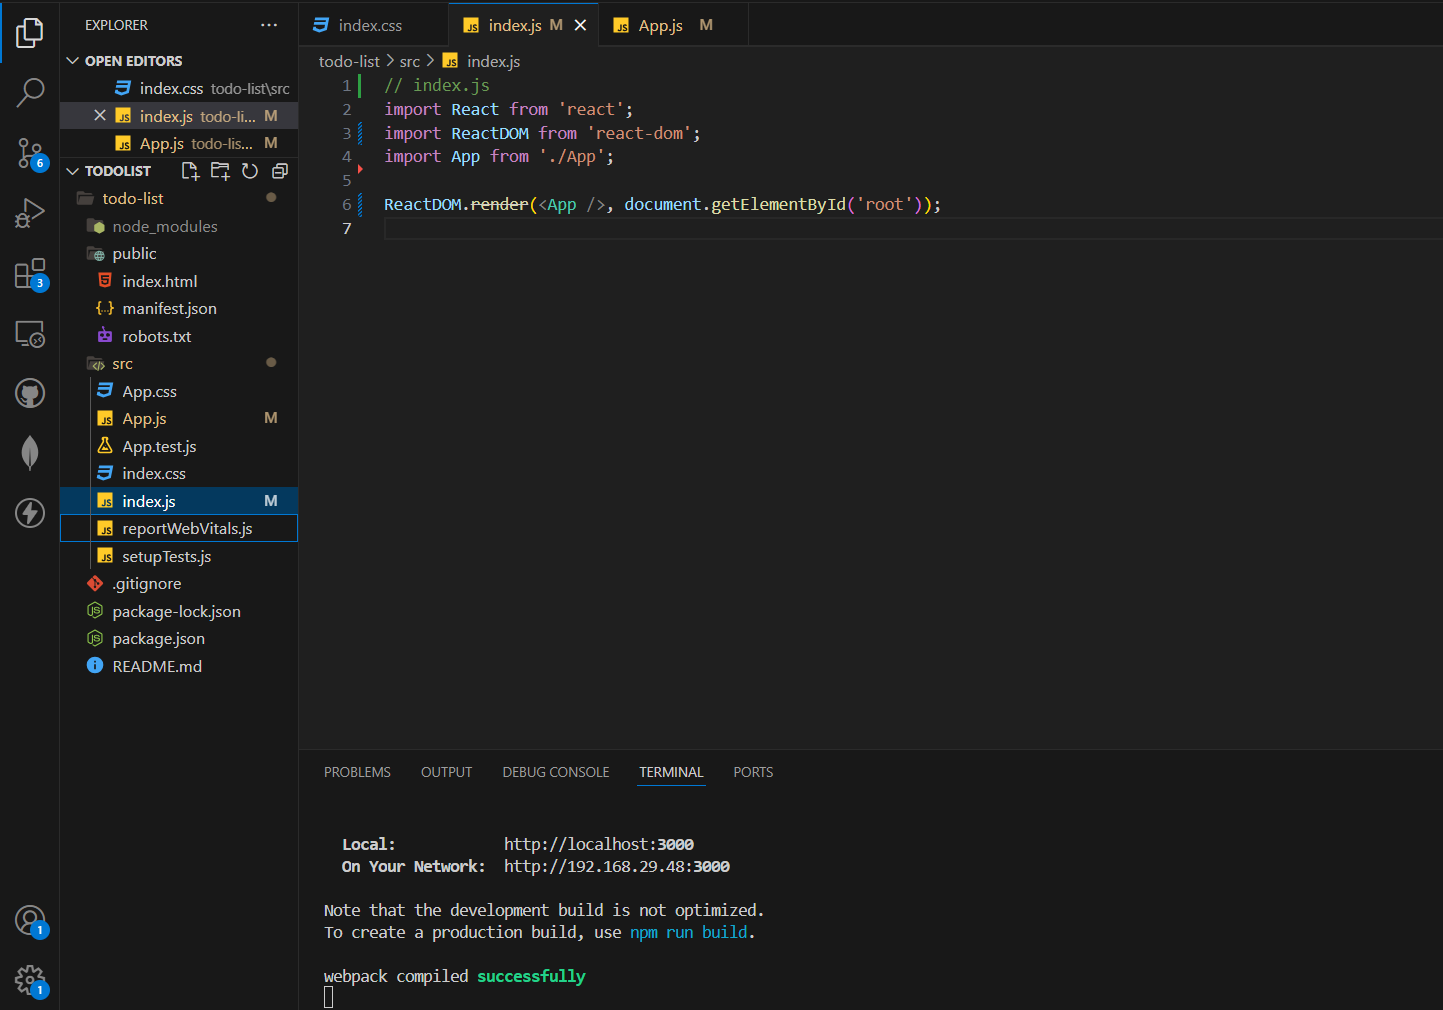 EXPLORER
OPEN EDITORS
index.css todo-list\src
index.js todo-li... M
App.js todo-lis... M
TODOLIST
todo-list
node_modules
public
index.html
manifest.json
robots.txt
src
App.css
App.js M
App.test.js
index.css
index.js M
reportWebVitals.js
setupTests.js
.gitignore
package-lock.json
package.json
README.md
6
3
1
1
index.css
index.js M
App.js M
todo-list > src > JS index.js
1 // index.js
2 import React from 'react';
3 import ReactDOM from 'react-dom';
4 import App from './App';
5
6 ReactDOM.render(<App />, document.getElementById('root'));
7
PROBLEMS OUTPUT DEBUG CONSOLE TERMINAL PORTS
Local: http://localhost:3000
On Your Network: http://192.168.29.48:3000
Note that the development build is not optimized.
To create a production build, use npm run build.
webpack compiled successfully